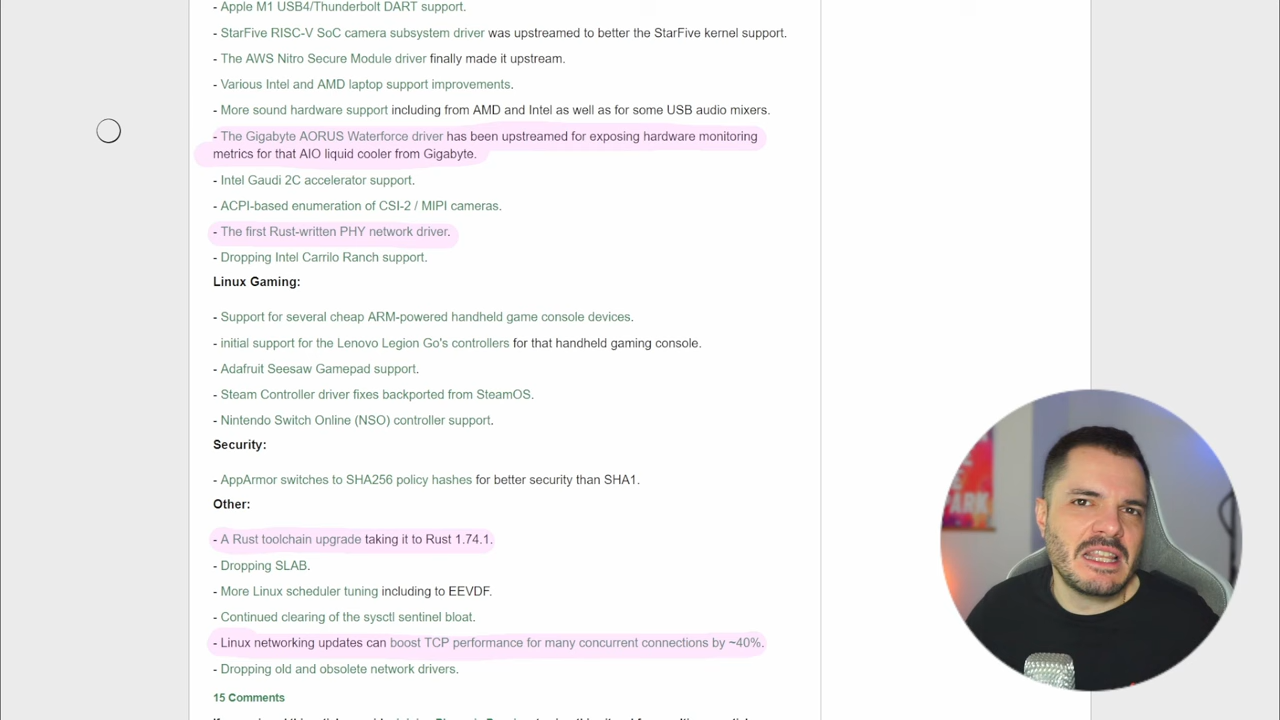 - Apple M1 USB4/Thunderbolt DART support.
- StarFive RISC-V SoC camera subsystem driver was upstreamed to better the StarFive kernel support.
- The AWS Nitro Secure Module driver finally made it upstream.
- Various Intel and AMD laptop support improvements.
- More sound hardware support including from AMD and Intel as well as for some USB audio mixers.
- The Gigabyte AORUS Waterforce driver has been upstreamed for exposing hardware monitoring
metrics for that AIO liquid cooler from Gigabyte.
- Intel Gaudi 2C accelerator support.
- ACPI-based enumeration of CSI-2 / MIPI cameras.
- The first Rust-written PHY network driver.
- Dropping Intel Carrilo Ranch support.
Linux Gaming:
- Support for several cheap ARM-powered handheld game console devices.
- initial support for the Lenovo Legion Go's controllers for that handheld gaming console.
- Adafruit Seesaw Gamepad support.
- Steam Controller driver fixes backported from SteamOS.
- Nintendo Switch Online (NSO) controller support.
Security:
- AppArmor switches to SHA256 policy hashes for better security than SHA1.
Other:
- A Rust toolchain upgrade taking it to Rust 1.74.1.
- Dropping SLAB.
- More Linux scheduler tuning including to EEVDF.
- Continued clearing of the sysctl sentinel bloat.
- Linux networking updates can boost TCP performance for many concurrent connections by ~40%.
- Dropping old and obsolete network drivers.
15 Comments